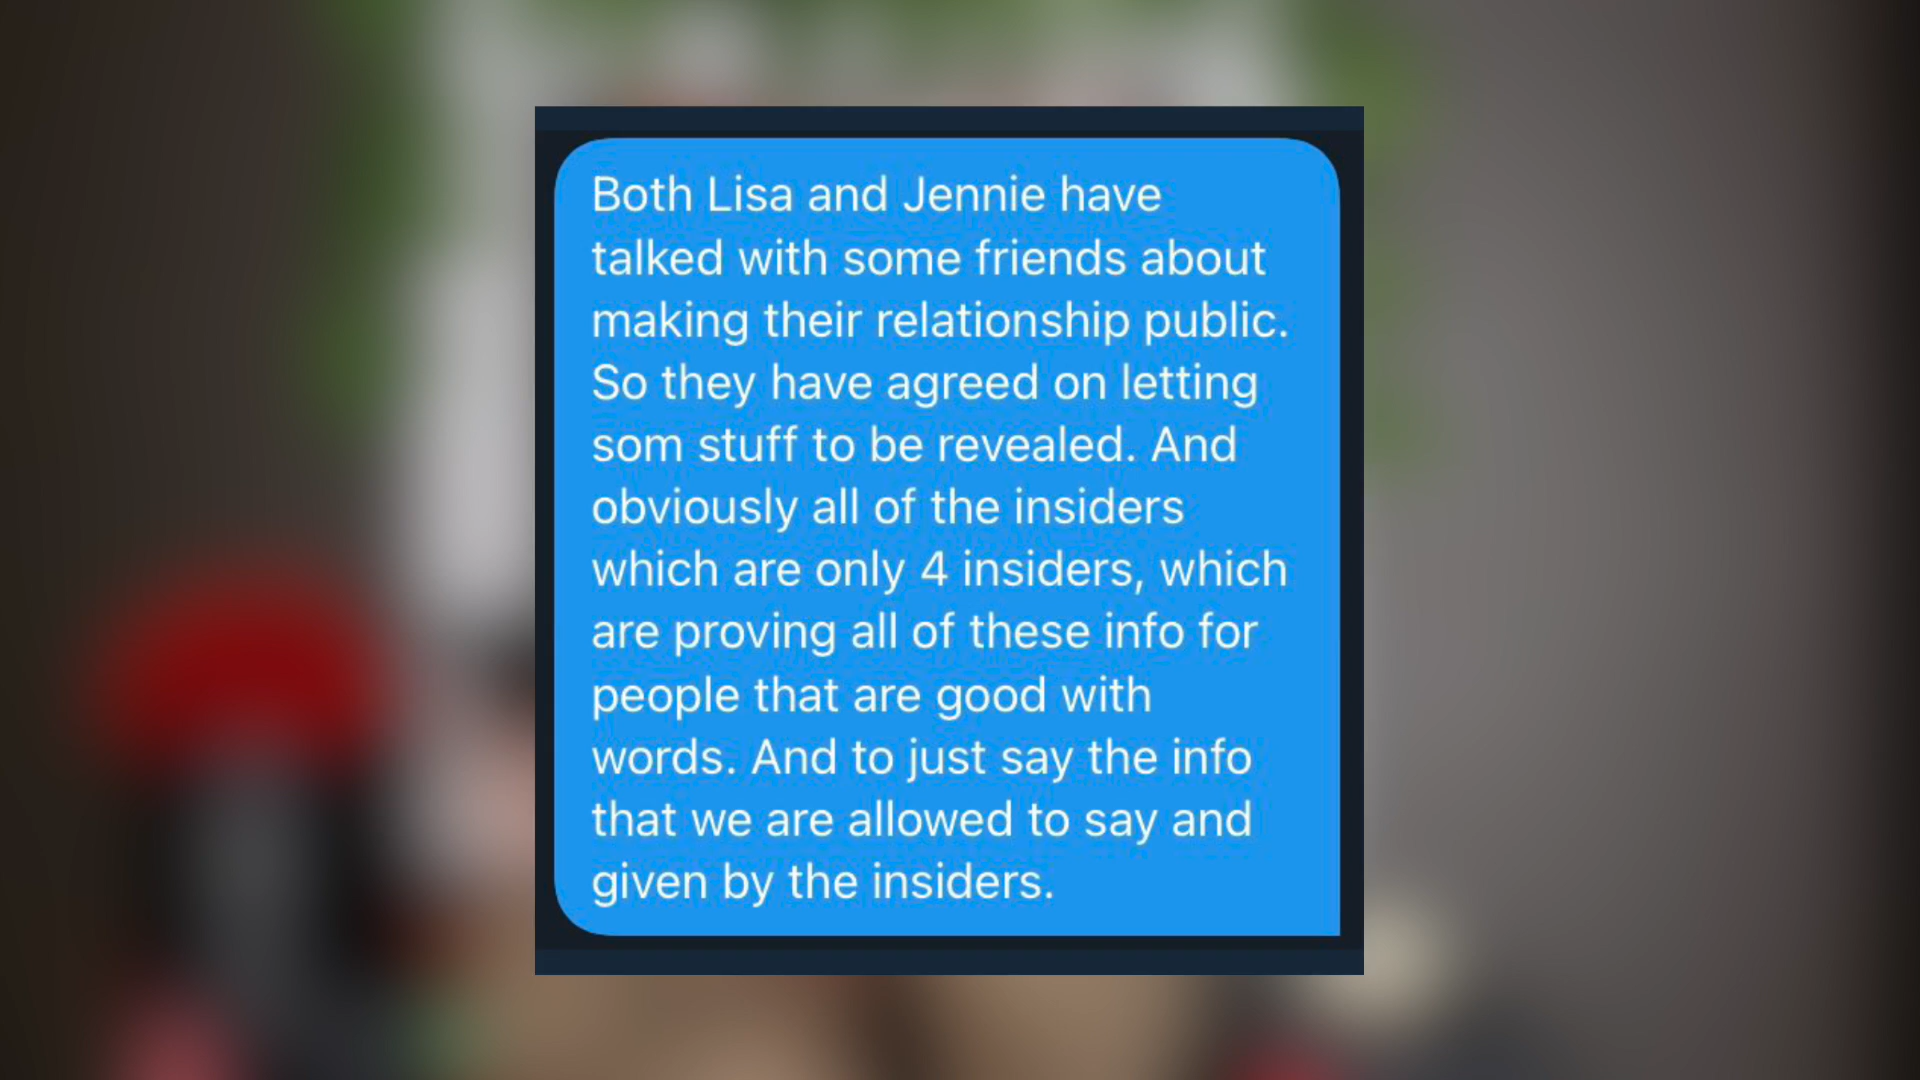 Both Lisa and Jennie have
talked with some friends about
making their relationship public.
So they have agreed on letting
som stuff to be revealed. And
obviously all of the insiders
which are only 4 insiders, which
are proving all of these info for
people that are good with
words. And to just say the info
that we are allowed to say and
given by the insiders.